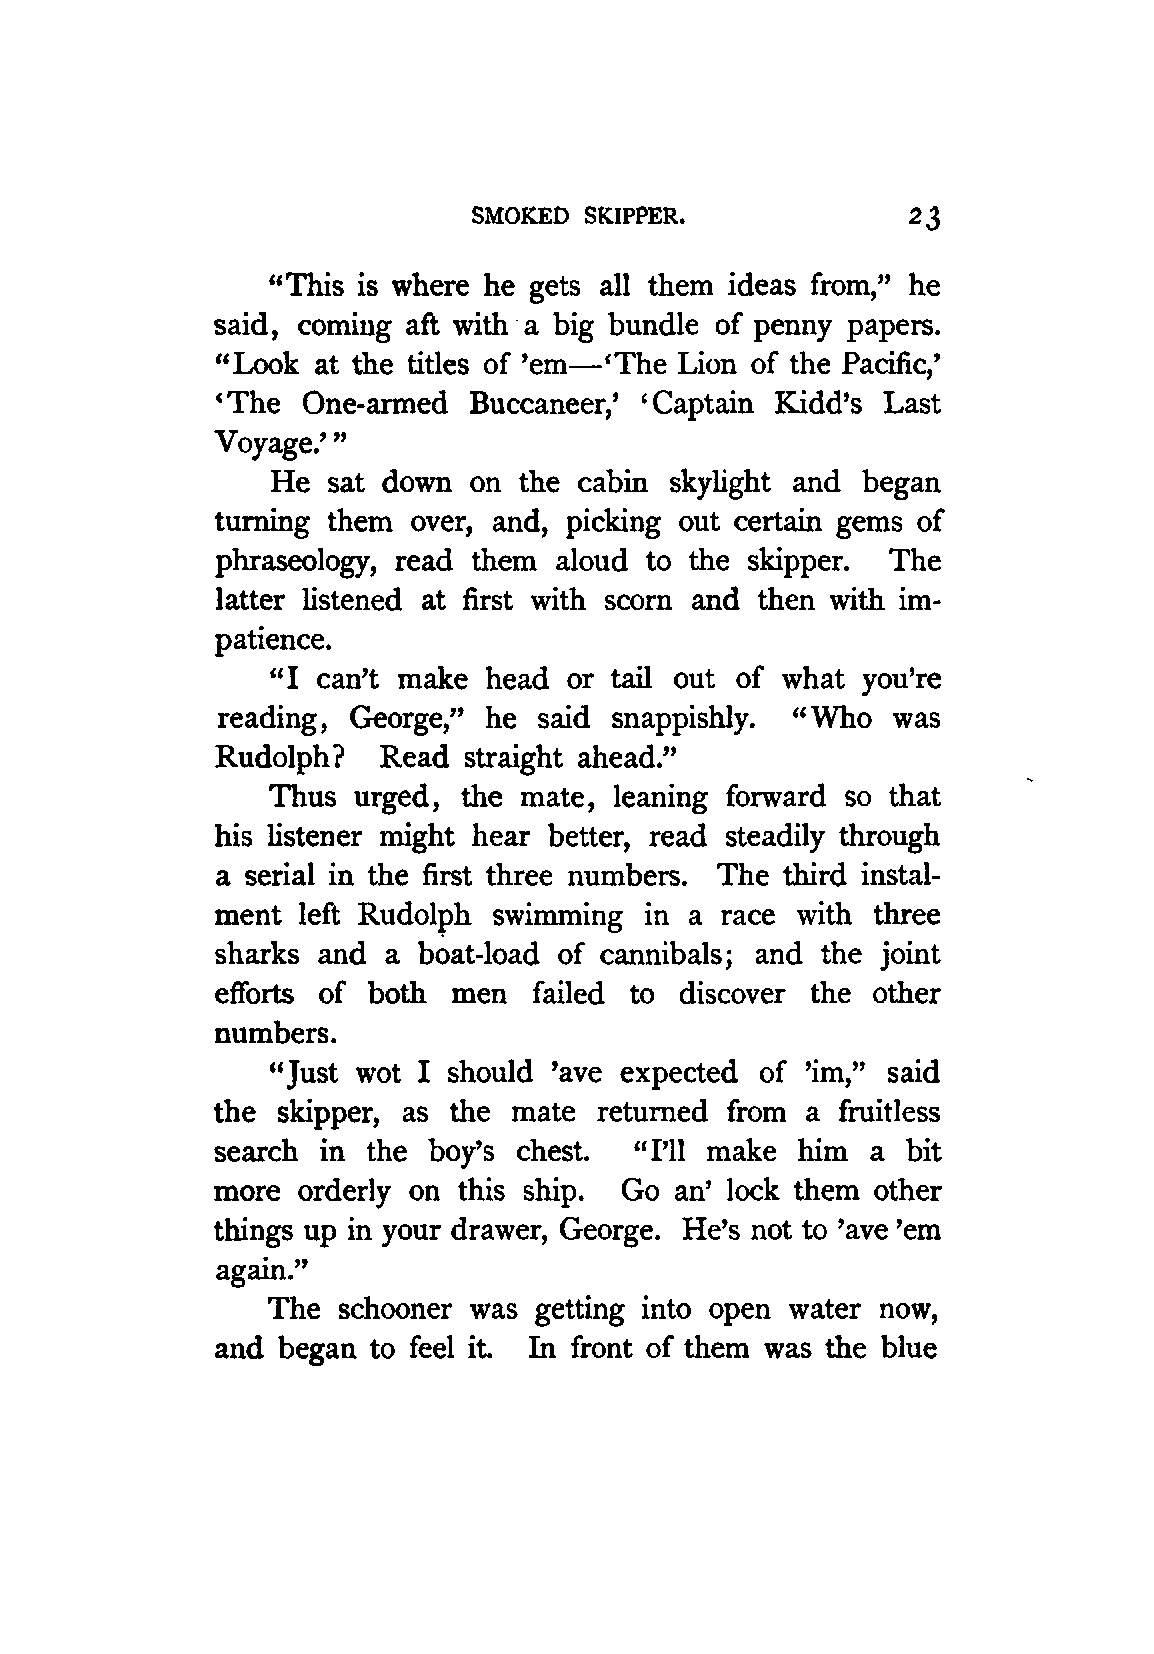 SMOKED SKIPPER. 23
“This is where he gets all them ideas from,” he
said, coming aft with a big bundle of penny papers.
“Look at the titles of ’em—‘The Lion of the Pacific,’
‘The One-armed Buccaneer,’ ‘Captain Kidd’s Last
Voyage.’ ”
He sat down on the cabin skylight and began
turning them over, and, picking out certain gems of
phraseology, read them aloud to the skipper. The
latter listened at first with scorn and then with im-
patience.
“I can’t make head or tail out of what you’re
reading, George,” he said snappishly. “Who was
Rudolph? Read straight ahead.”
Thus urged, the mate, leaning forward so that
his listener might hear better, read steadily through
a serial in the first three numbers. The third instal-
ment left Rudolph swimming in a race with three
sharks and a boat-load of cannibals; and the joint
efforts of both men failed to discover the other
numbers.
“Just wot I should ’ave expected of ’im,” said
the skipper, as the mate returned from a fruitless
search in the boy’s chest. “I’ll make him a bit
more orderly on this ship. Go an’ lock them other
things up in your drawer, George. He’s not to ’ave ’em
again.”
The schooner was getting into open water now,
and began to feel it. In front of them was the blue